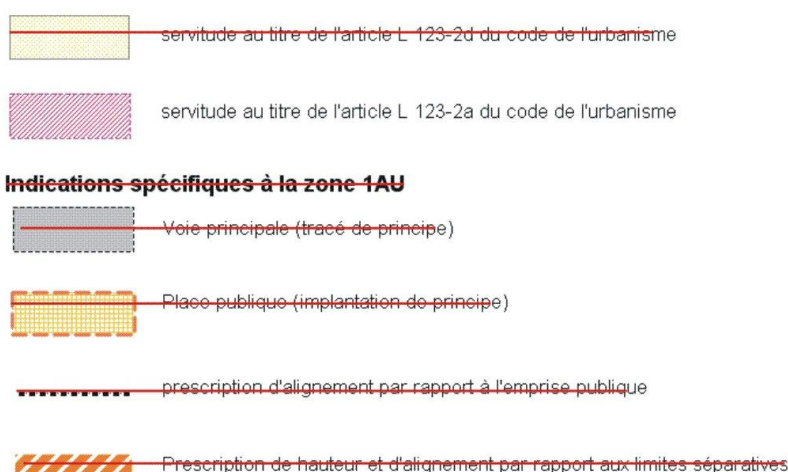 servitude au titre de l'article L 123-2d du code de l'urbanisme
servitude au titre de l'article L 123-2a du code de l'urbanisme
Indications spécifiques à la zone 1AU
Voie principale (tracé de principe)
Place publique (implantation de principe)
prescription d'alignement par rapport à l'emprise publique
Prescription de hauteur et d'alignement par rapport aux limites séparatives